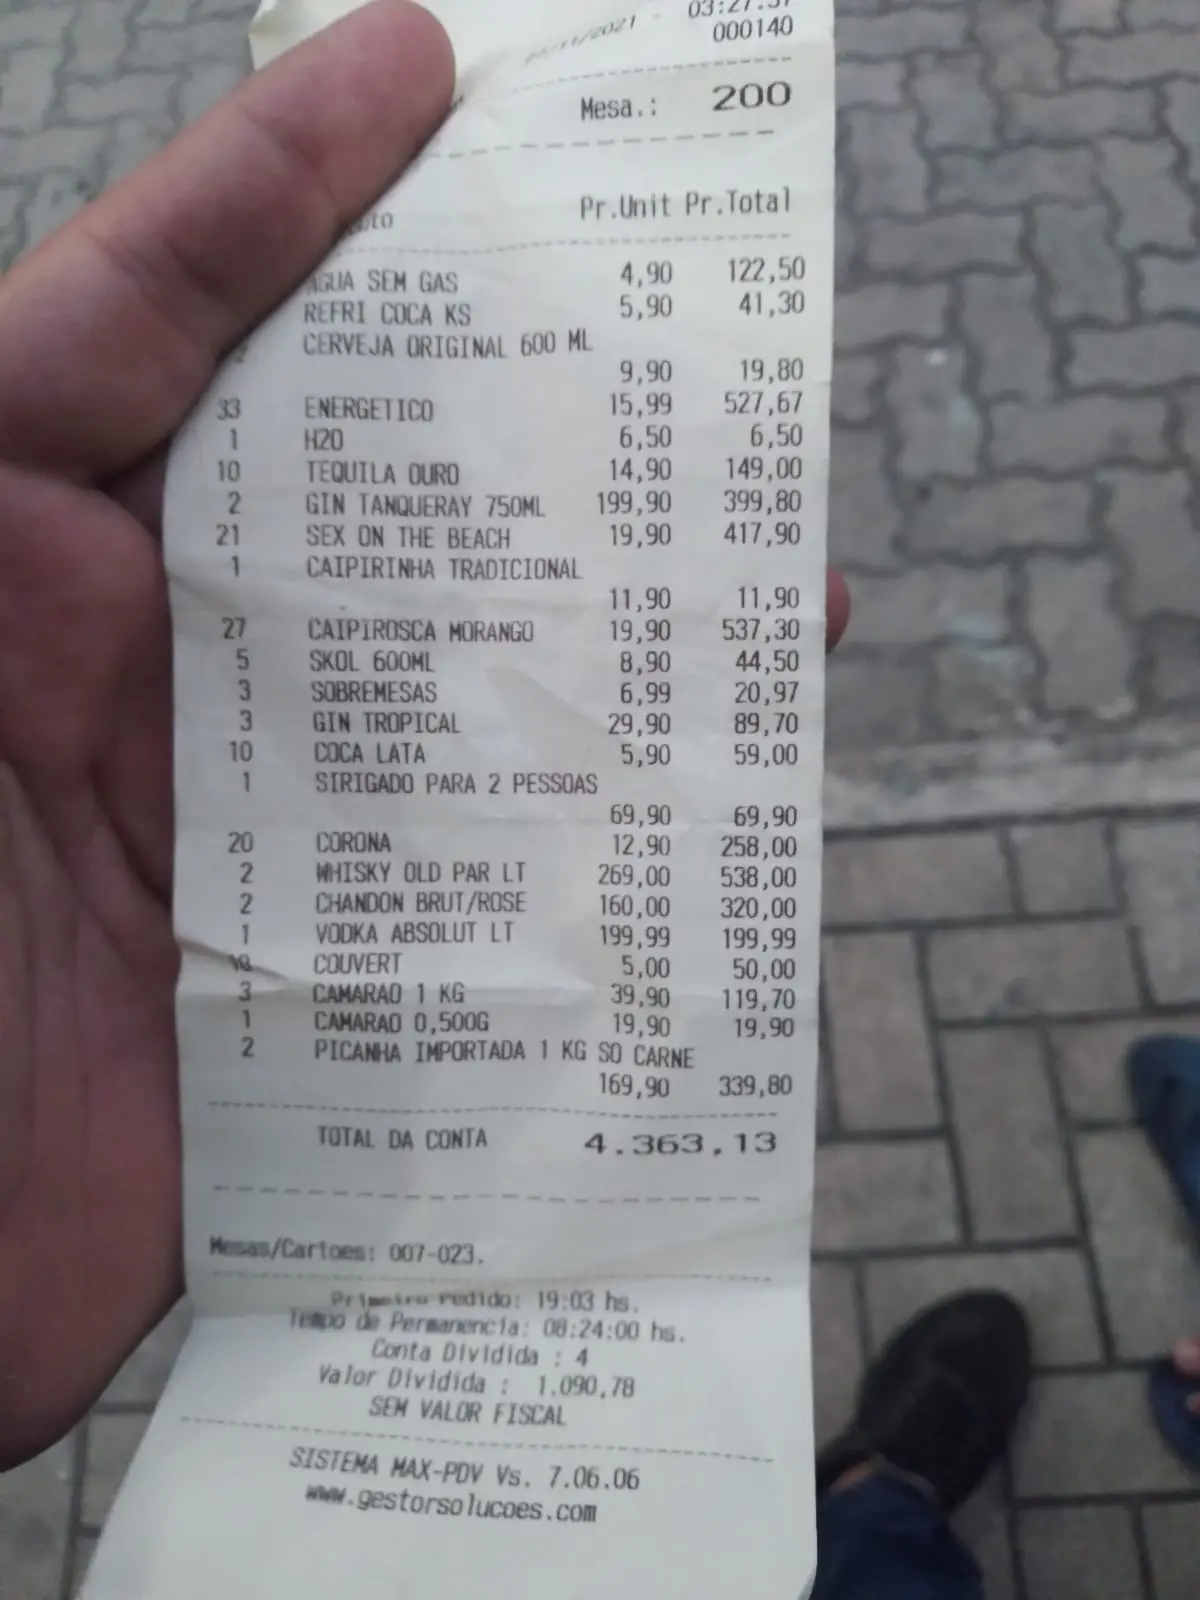 /11/2021 - 03:27:37
000140
Mesa.: 200
Pr.Unit Pr.Total
AGUA SEM GAS 4,90 122,50
REFRI COCA KS 5,90 41,30
CERVEJA ORIGINAL 600 ML
9,90 19,80
33 ENERGETICO 15,99 527,67
1 H2O 6,50 6,50
10 TEQUILA OURO 14,90 149,00
2 GIN TANQUERAY 750ML 199,90 399,80
21 SEX ON THE BEACH 19,90 417,90
1 CAIPIRINHA TRADICIONAL
11,90 11,90
27 CAIPIROSCA MORANGO 19,90 537,30
5 SKOL 600ML 8,90 44,50
3 SOBREMESAS 6,99 20,97
3 GIN TROPICAL 29,90 89,70
10 COCA LATA 5,90 59,00
1 SIRIGADO PARA 2 PESSOAS
69,90 69,90
20 CORONA 12,90 258,00
2 WHISKY OLD PAR LT 269,00 538,00
2 CHANDON BRUT/ROSE 160,00 320,00
1 VODKA ABSOLUT LT 199,99 199,99
10 COUVERT 5,00 50,00
3 CAMARAO 1 KG 39,90 119,70
1 CAMARAO 0,500G 19,90 19,90
2 PICANHA IMPORTADA 1 KG SO CARNE
169,90 339,80
TOTAL DA CONTA 4.363,13
Mesas/Cartoes: 007-023.
Primeiro Pedido: 19:03 hs.
Tempo de Permanencia: 08:24:00 hs.
Conta Dividida : 4
Valor Dividida : 1.090,78
SEM VALOR FISCAL
SISTEMA MAX-PDV Vs. 7.06.06
www.gestorsolucoes.com